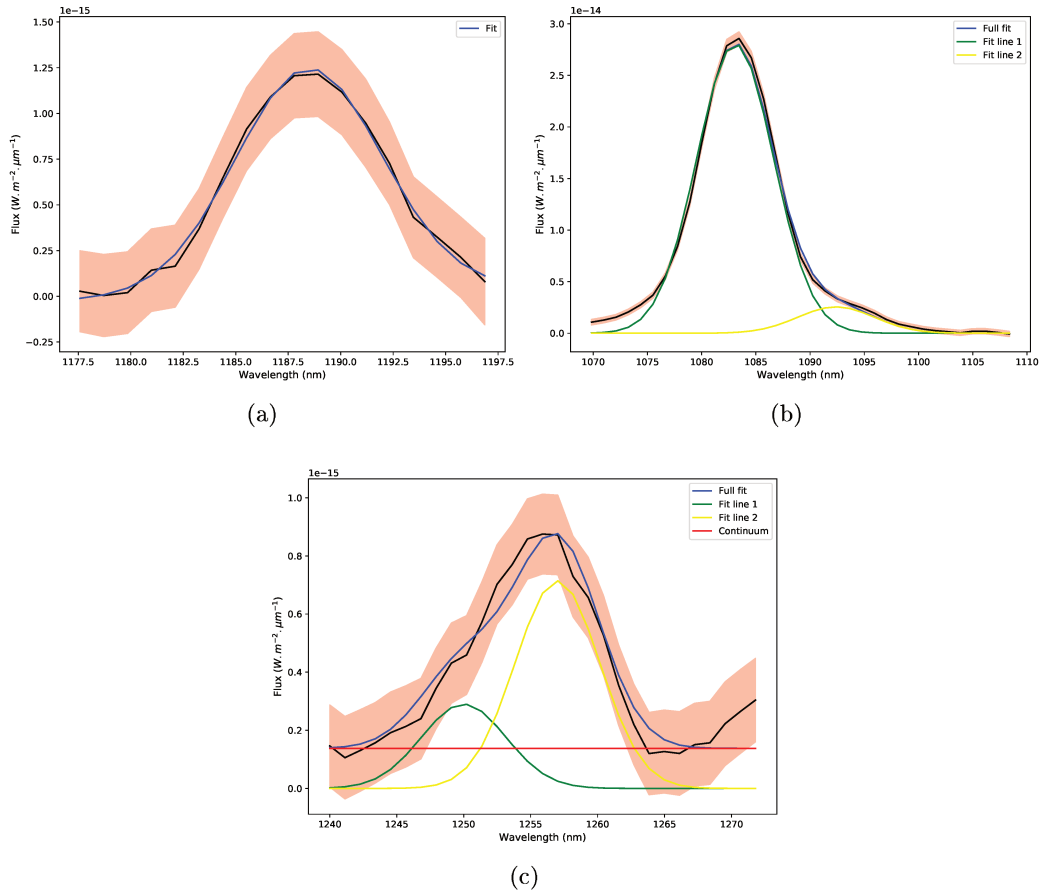 1e−15
Fit
1.50
1.25
1.00
0.75
0.50
0.25
0.00
−0.25
Flux (W.m⁻².μm⁻¹)
1177.5 1180.0 1182.5 1185.0 1187.5 1190.0 1192.5 1195.0 1197.5
Wavelength (nm)
(a)
1e−14
Full fit
Fit line 1
Fit line 2
3.0
2.5
2.0
1.5
1.0
0.5
0.0
Flux (W.m⁻².μm⁻¹)
1070 1075 1080 1085 1090 1095 1100 1105 1110
Wavelength (nm)
(b)
1e−15
Full fit
Fit line 1
Fit line 2
Continuum
1.0
0.8
0.6
0.4
0.2
0.0
Flux (W.m⁻².μm⁻¹)
1240 1245 1250 1255 1260 1265 1270
Wavelength (nm)
(c)